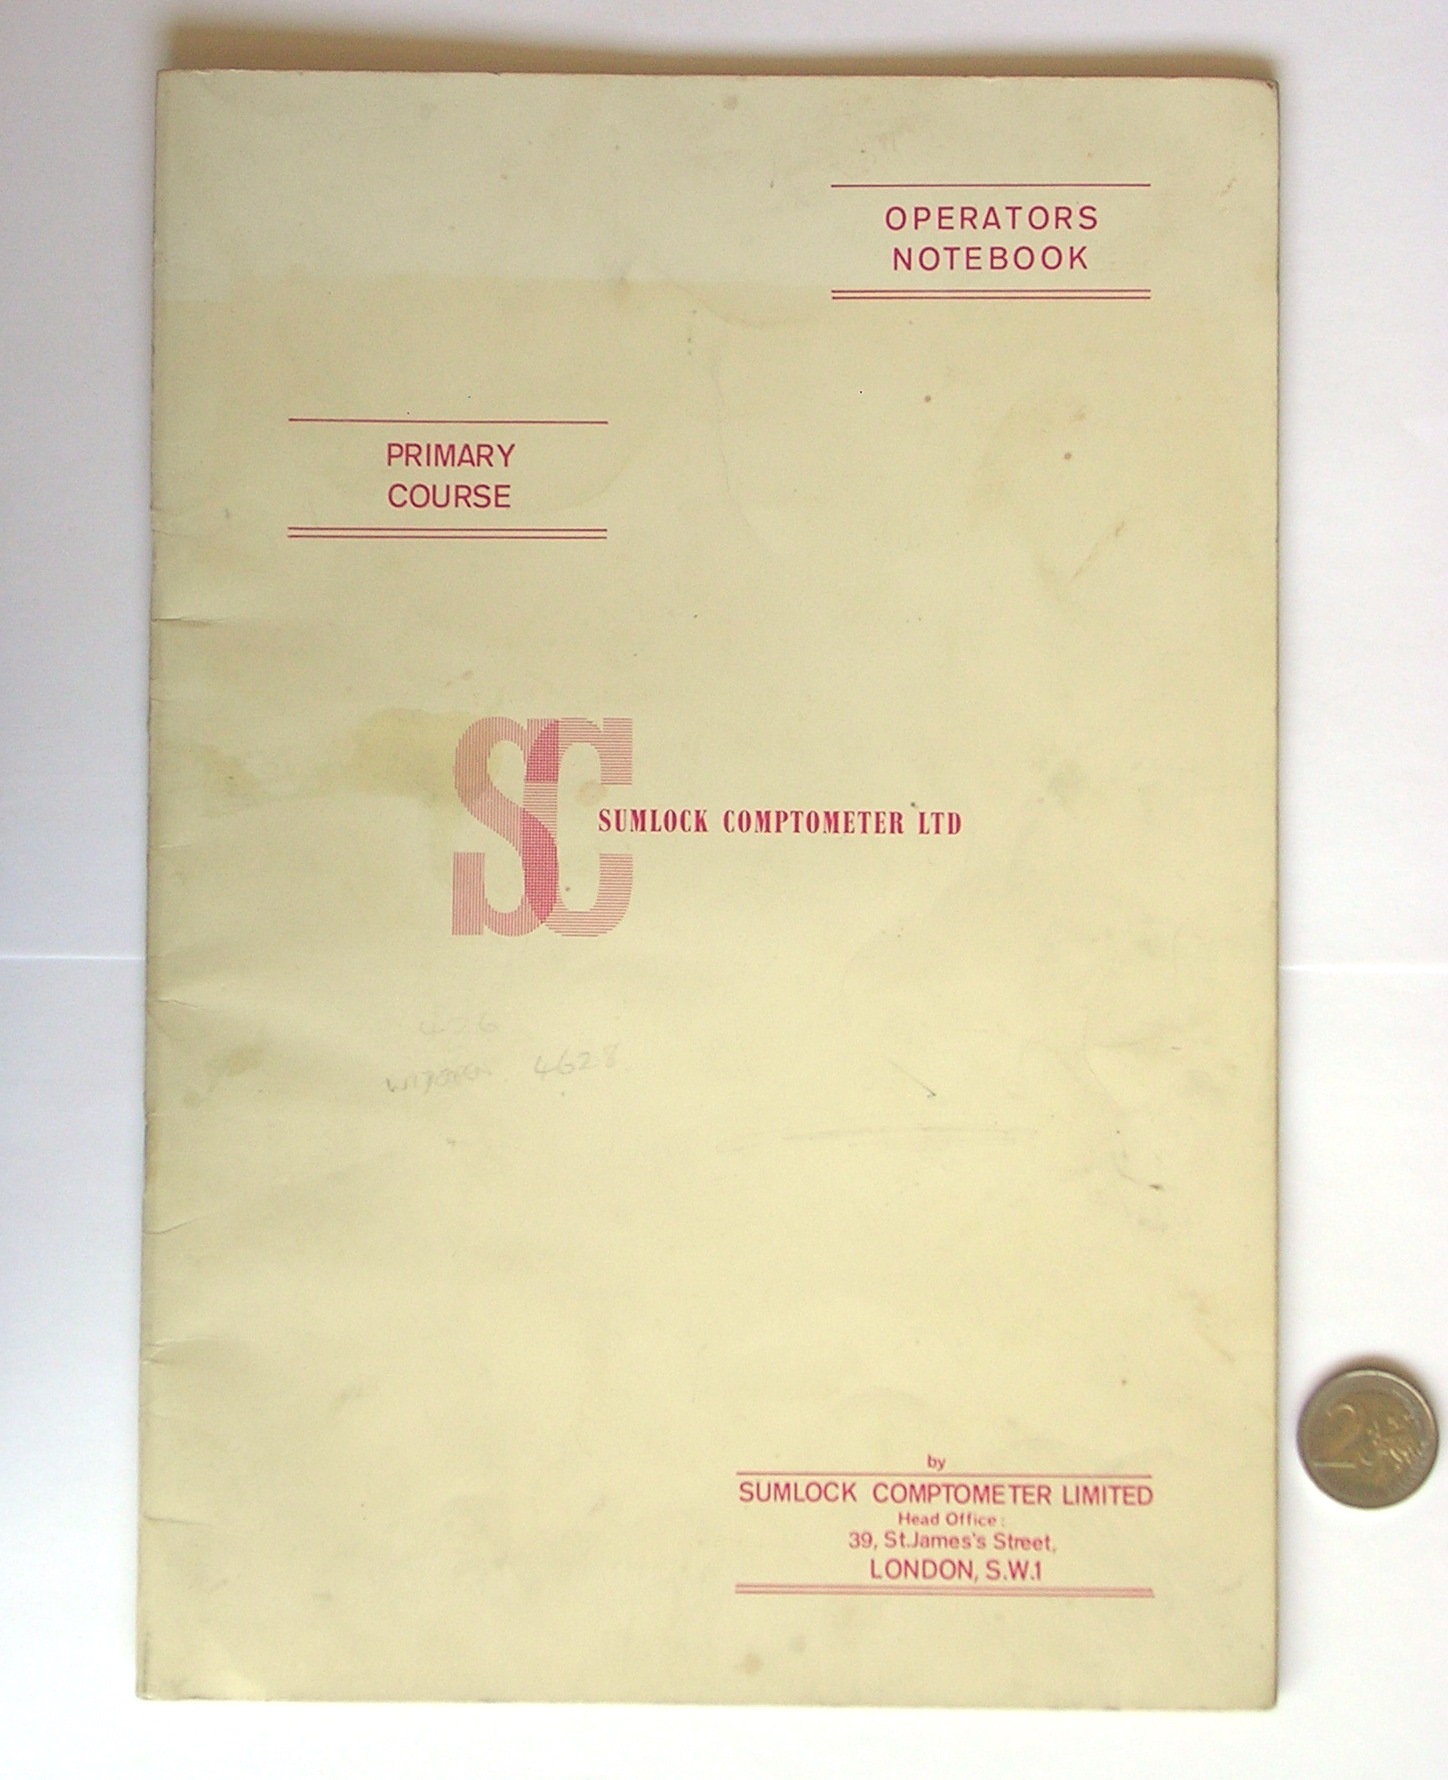 OPERATORS
NOTEBOOK
PRIMARY
COURSE
SC
SUMLOCK COMPTOMETER LTD
4628
by
SUMLOCK COMPTOMETER LIMITED
Head Office:
39, St.James's Street,
LONDON, S.W.1
2